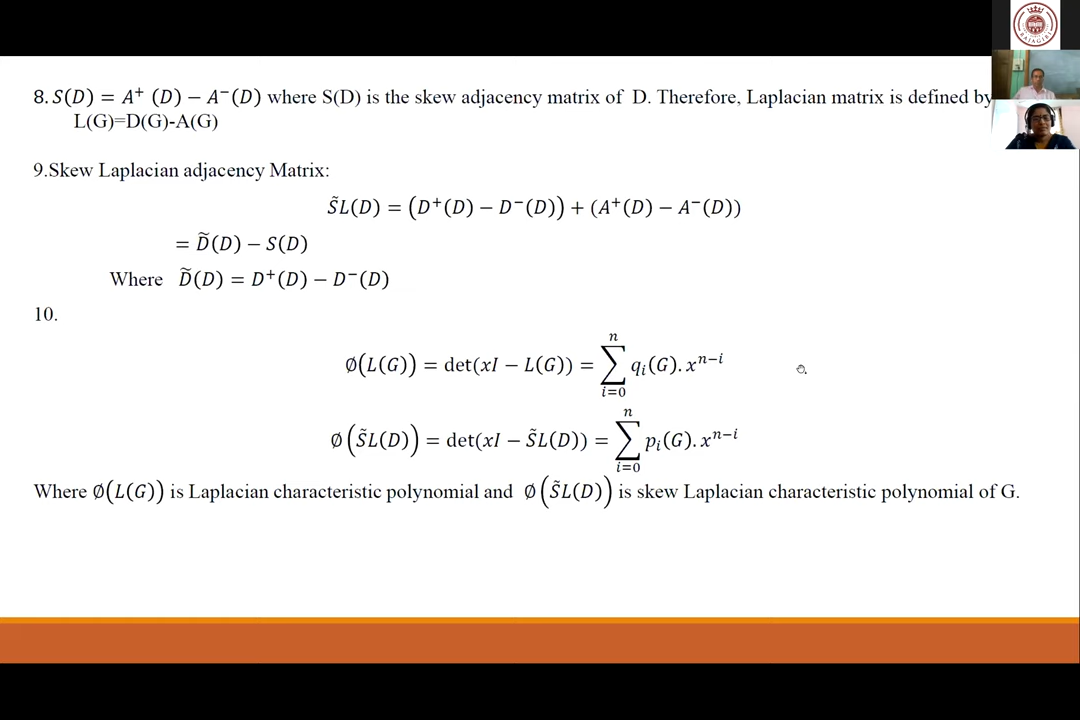 8. S(D) = A⁺ (D) − A⁻(D) where S(D) is the skew adjacency matrix of D. Therefore, Laplacian matrix is defined by
L(G)=D(G)-A(G)
9.Skew Laplacian adjacency Matrix:
S̃L(D) = (D⁺(D) − D⁻(D)) + (A⁺(D) − A⁻(D))
= D̃(D) − S(D)
Where D̃(D) = D⁺(D) − D⁻(D)
10.
∅(L(G)) = det(xI − L(G)) = ∑ᵢ₌₀ⁿ qᵢ(G). xⁿ⁻ⁱ
∅(S̃L(D)) = det(xI − S̃L(D)) = ∑ᵢ₌₀ⁿ pᵢ(G). xⁿ⁻ⁱ
Where ∅(L(G)) is Laplacian characteristic polynomial and ∅(S̃L(D)) is skew Laplacian characteristic polynomial of G.
RAJAGIRI